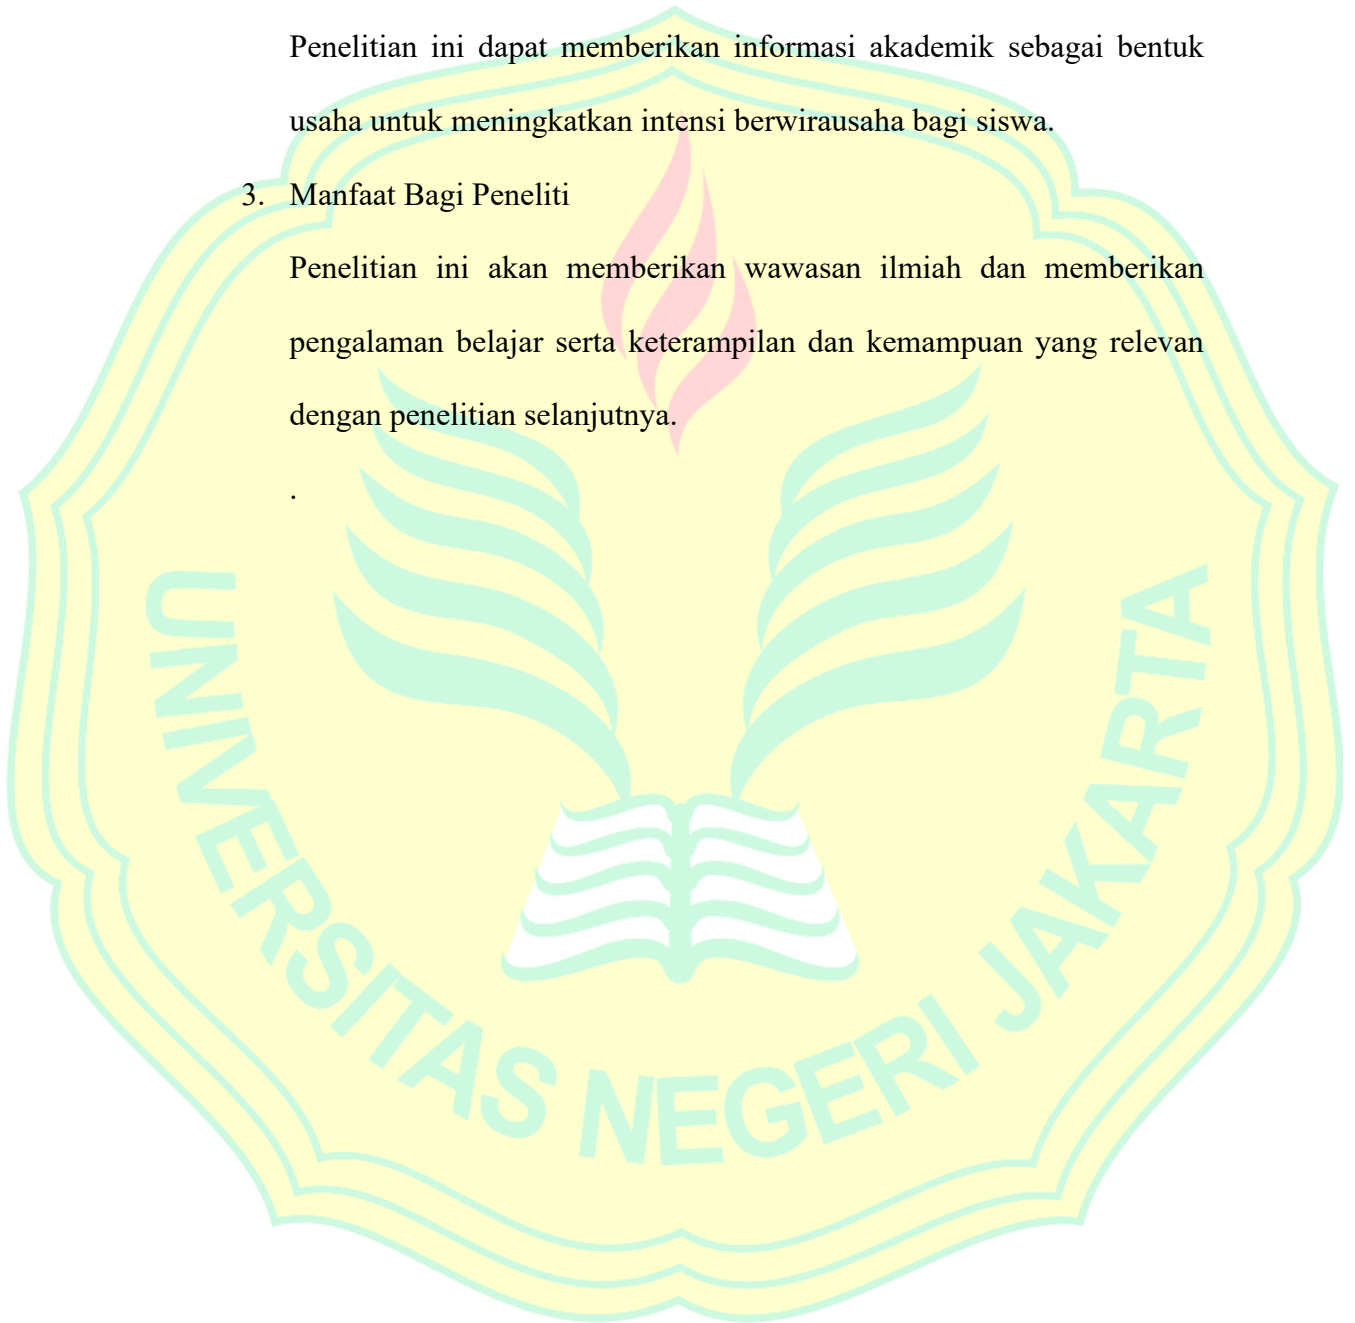 Penelitian ini dapat memberikan informasi akademik sebagai bentuk
usaha untuk meningkatkan intensi berwirausaha bagi siswa.
3. Manfaat Bagi Peneliti
Penelitian ini akan memberikan wawasan ilmiah dan memberikan
pengalaman belajar serta keterampilan dan kemampuan yang relevan
dengan penelitian selanjutnya.
.
UNIVERSITAS NEGERI JAKARTA